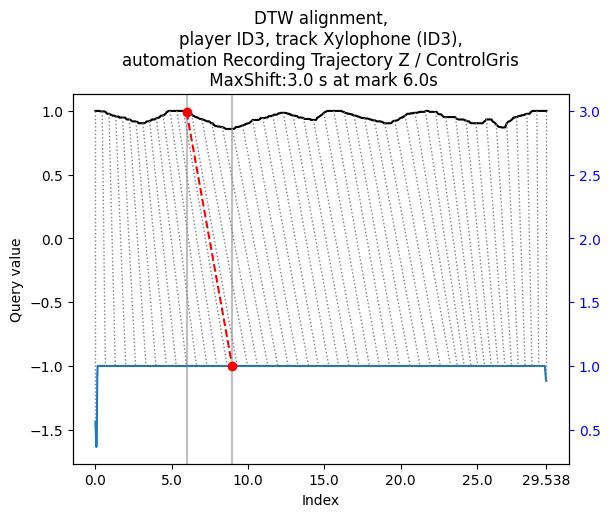 DTW alignment,
player ID3, track Xylophone (ID3),
automation Recording Trajectory Z / ControlGris
MaxShift:3.0 s at mark 6.0s
1.0
0.5
0.0
−0.5
−1.0
−1.5
Query value
3.0
2.5
2.0
1.5
1.0
0.5
0.0 5.0 10.0 15.0 20.0 25.0 29.538
Index